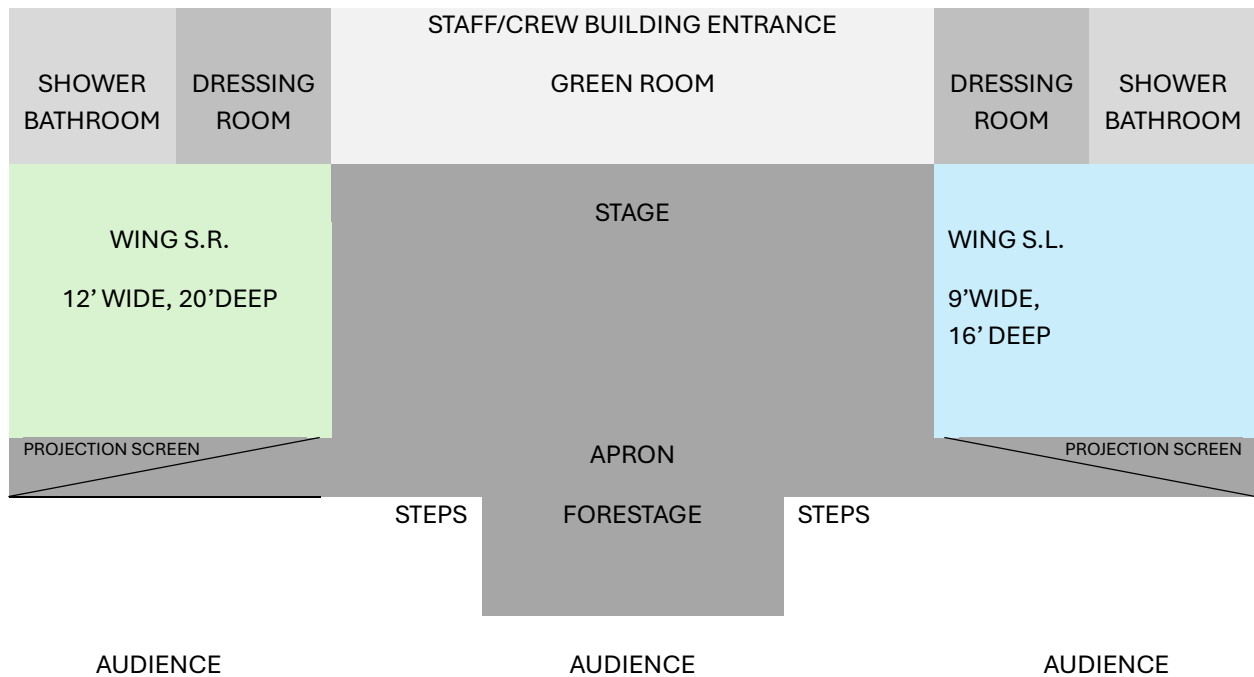 STAFF/CREW BUILDING ENTRANCE
SHOWER
BATHROOM
DRESSING
ROOM
GREEN ROOM
DRESSING
ROOM
SHOWER
BATHROOM
STAGE
WING S.R.
12’ WIDE, 20’DEEP
WING S.L.
9’WIDE,
16’ DEEP
PROJECTION SCREEN
APRON
PROJECTION SCREEN
STEPS
FORESTAGE
STEPS
AUDIENCE
AUDIENCE
AUDIENCE